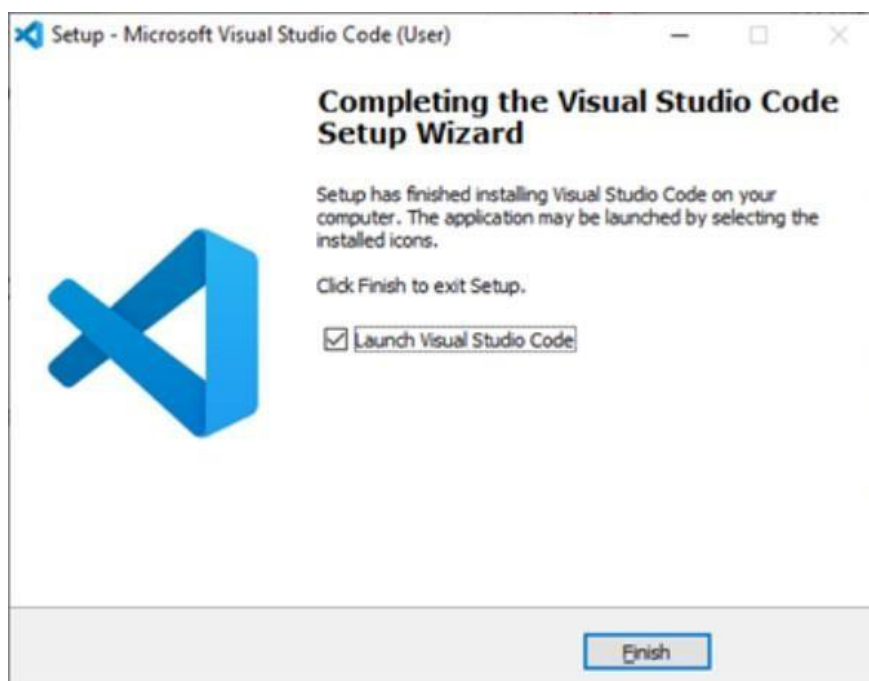 Setup - Microsoft Visual Studio Code (User)
Completing the Visual Studio Code
Setup Wizard
Setup has finished installing Visual Studio Code on your
computer. The application may be launched by selecting the
installed icons.
Click Finish to exit Setup.
Launch Visual Studio Code
Finish